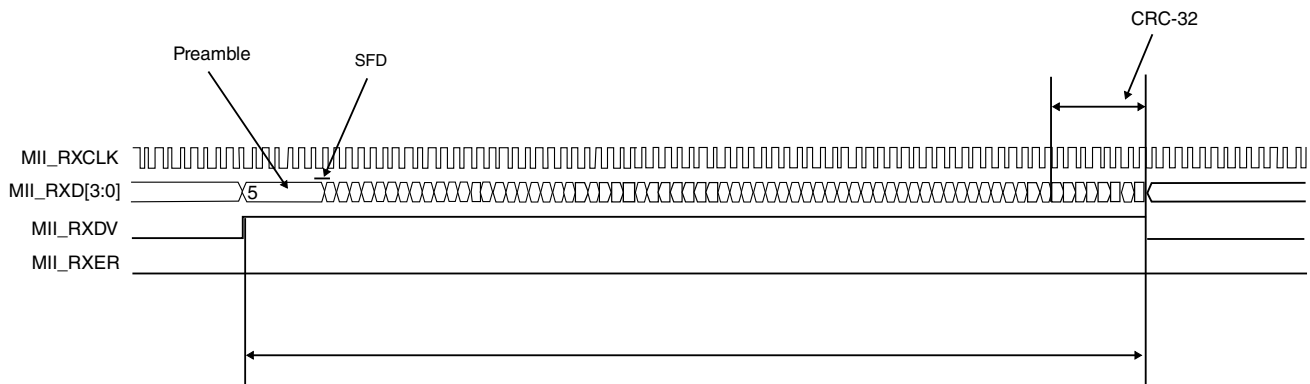 CRC-32
Preamble
SFD
MII_RXCLK
MII_RXD[3:0]
5
MII_RXDV
MII_RXER